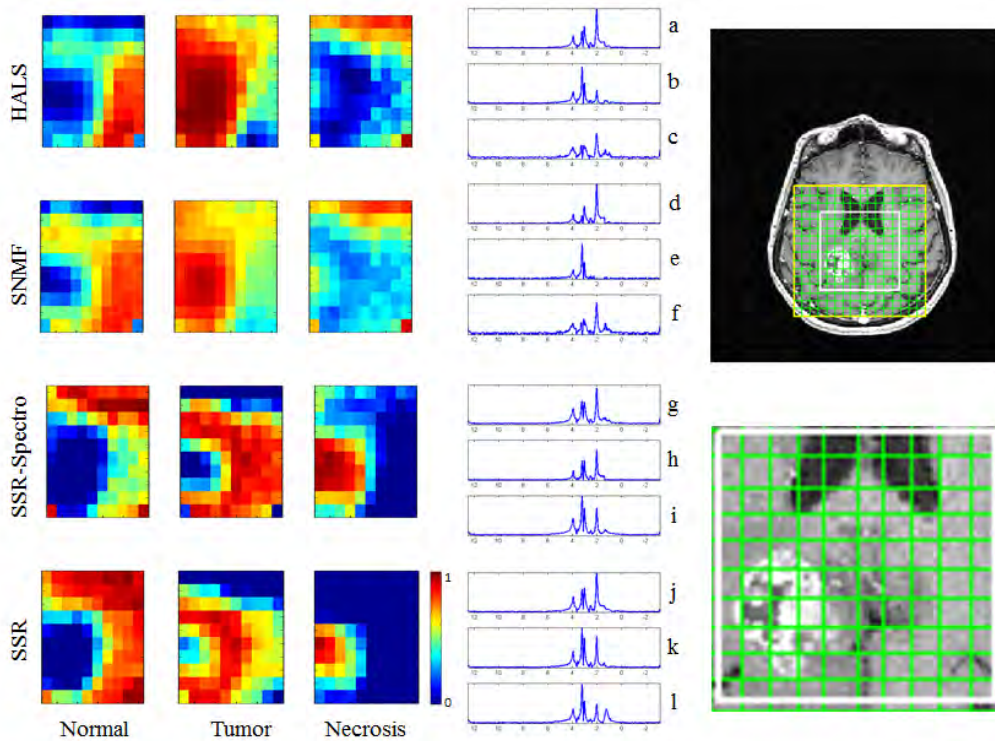 HALS
a
b
c
SNMF
d
e
f
SSR-Spectro
g
h
i
SSR
1
0
j
k
l
Normal Tumor Necrosis